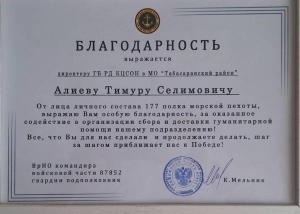 БЛАГОДАРНОСТЬ
выражается
директору ГБ РД КЦСОН в МО "Табасаранский район"
Алиеву Тимуру Селимовичу
От лица личного состава 177 полка морской пехоты,
выражаю Вам особую благодарность, за оказанное
содействие в организации сбора и доставки гуманитарной
помощи нашему подразделению!
Все, что Вы для нас сделали и продолжаете делать, шаг
за шагом приближает нас к Победе!
ВрИО командира
войсковой части 87852
гвардии подполковник
К.Мельник